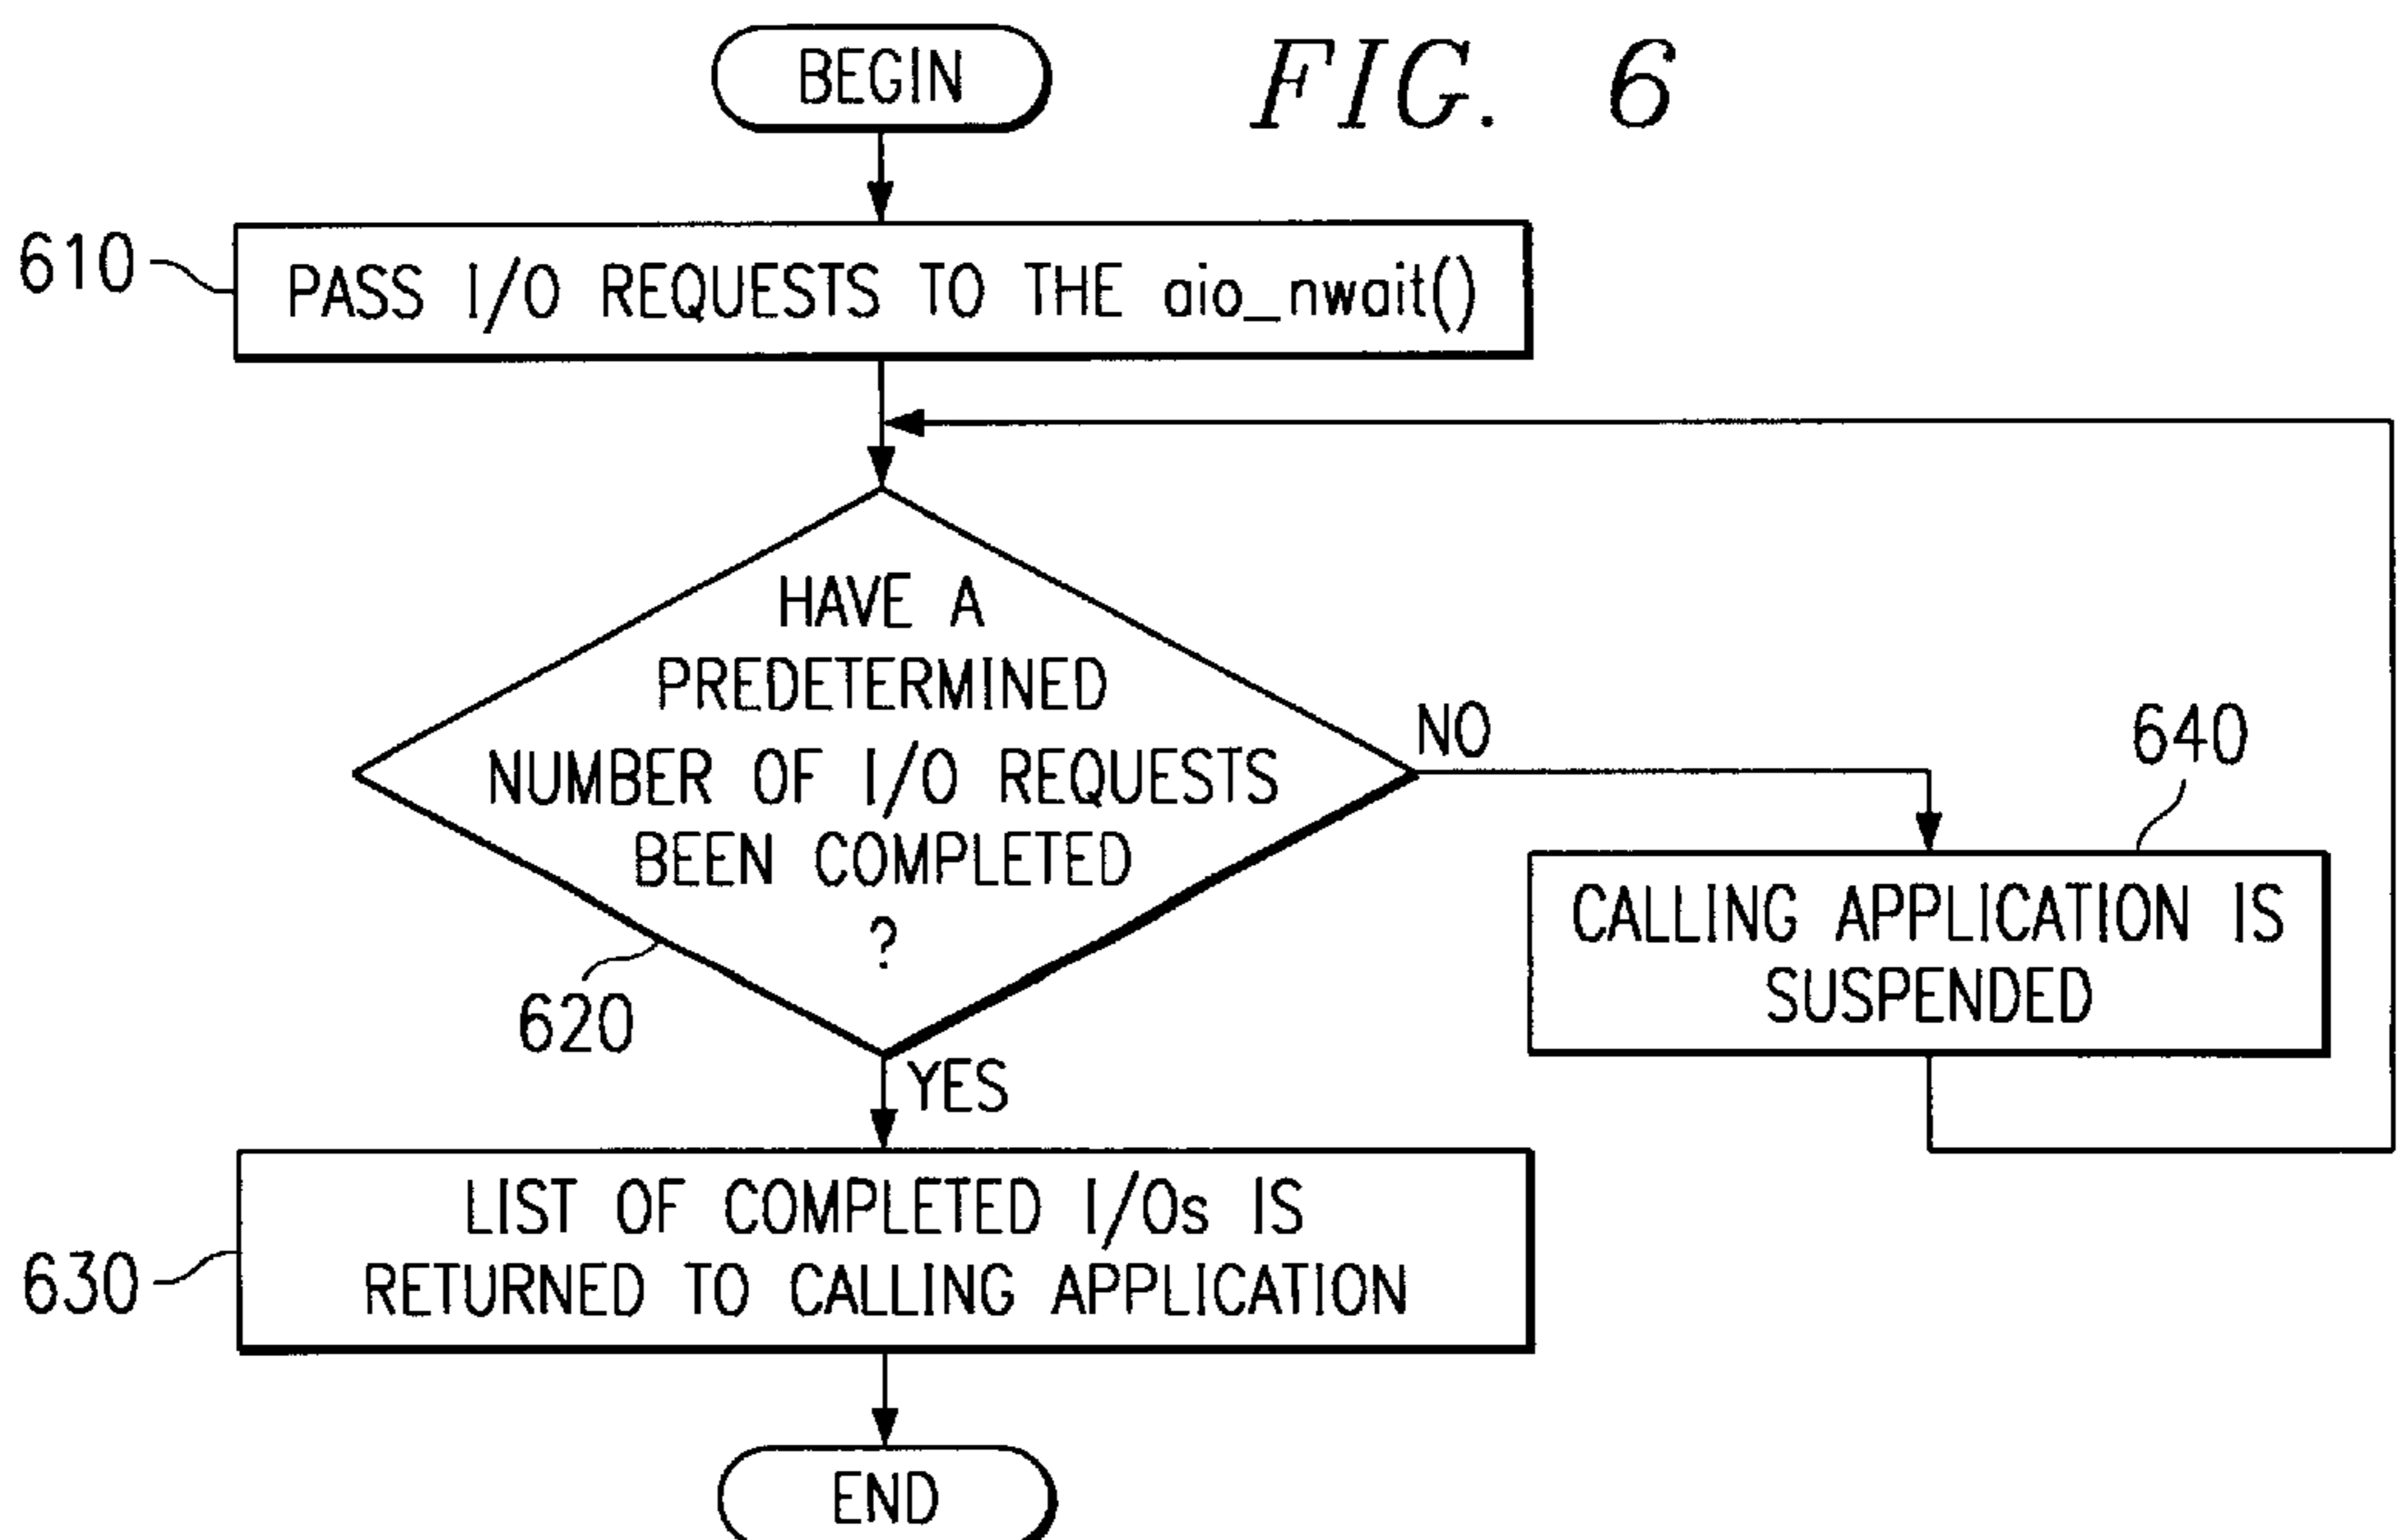 BEGIN
FIG. 6
610
PASS I/O REQUESTS TO THE aio_nwait()
HAVE A
PREDETERMINED
NUMBER OF I/O REQUESTS
BEEN COMPLETED
?
620
NO
640
CALLING APPLICATION IS
SUSPENDED
YES
630
LIST OF COMPLETED I/Os IS
RETURNED TO CALLING APPLICATION
END